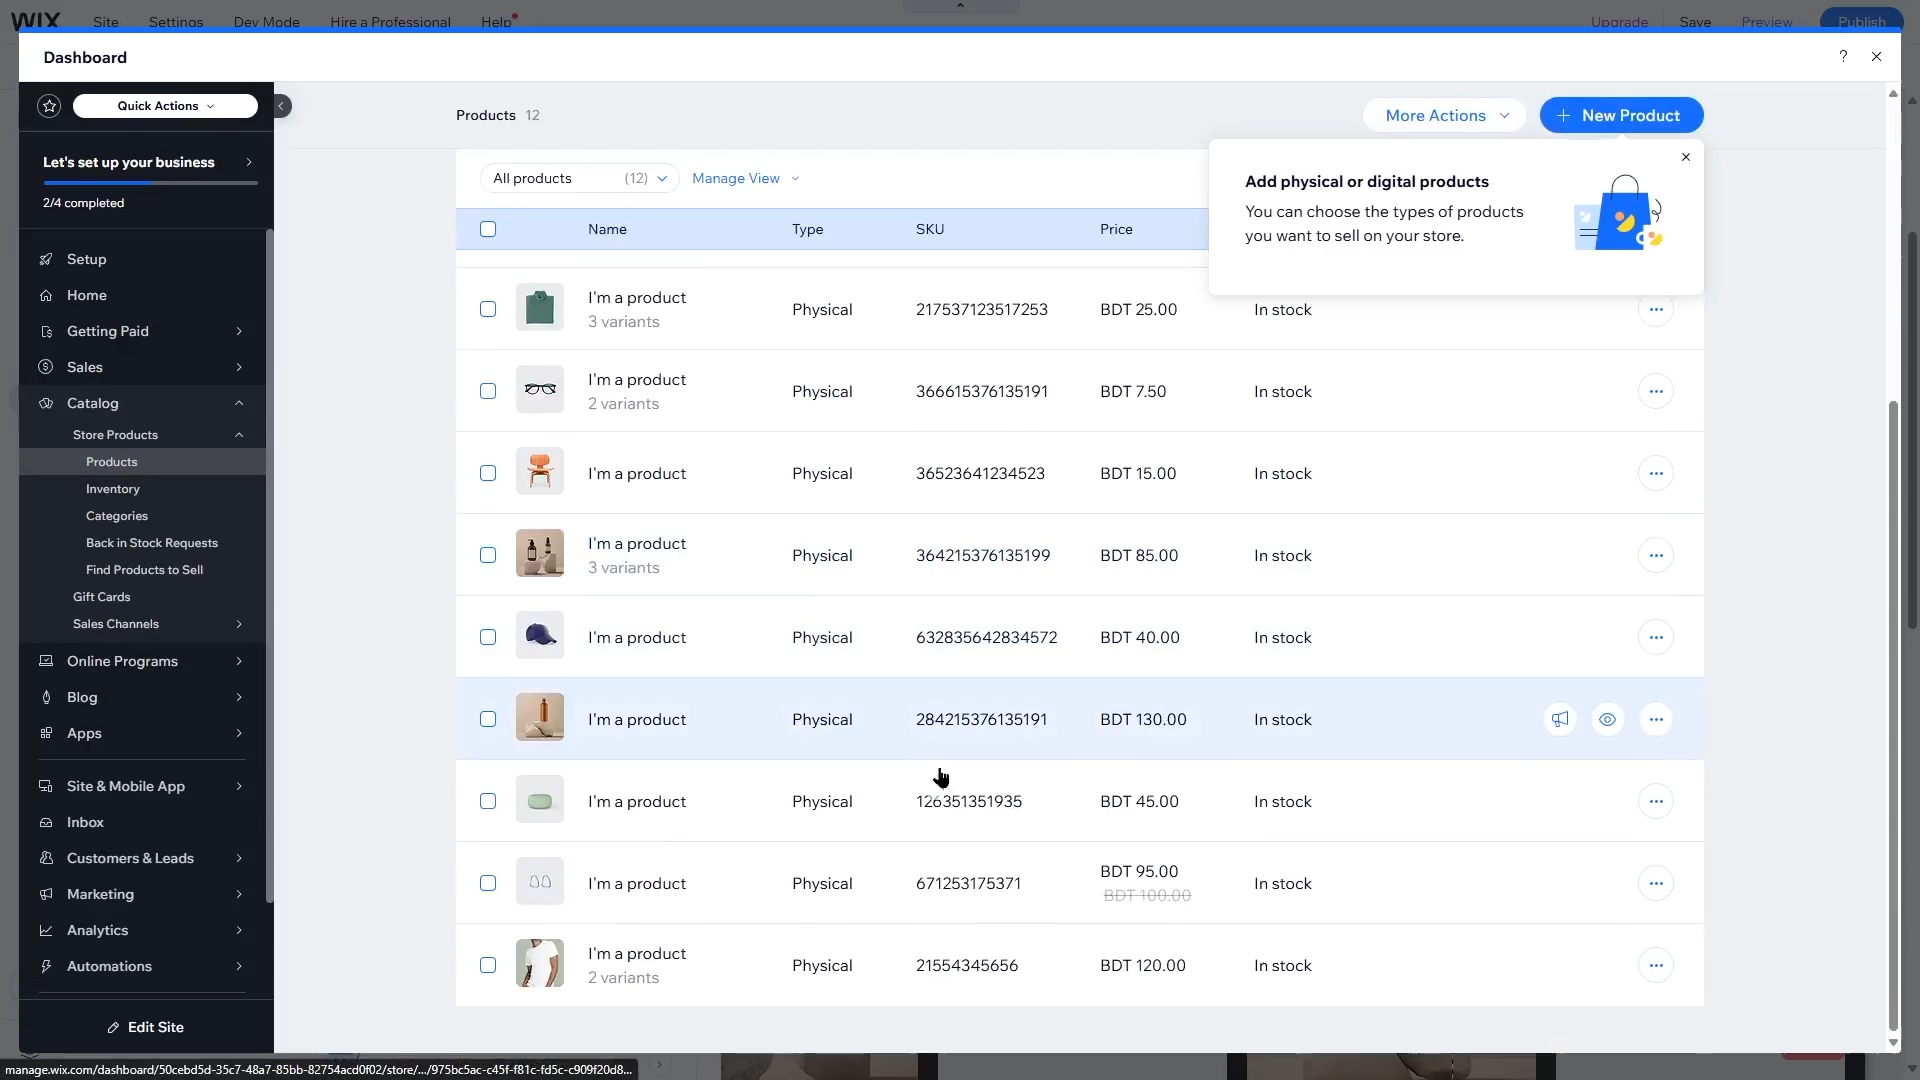 WIX Site Settings Dev Mode Hire a Professional Help Upgrade Save Preview Publish
Dashboard
?
Quick Actions
Let's set up your business
2/4 completed
Setup
Home
Getting Paid
Sales
Catalog
Store Products
Products
Inventory
Categories
Back in Stock Requests
Find Products to Sell
Gift Cards
Sales Channels
Online Programs
Blog
Apps
Site & Mobile App
Inbox
Customers & Leads
Marketing
Analytics
Automations
Edit Site
Products 12
More Actions
+ New Product
All products (12)
Manage View
Add physical or digital products
You can choose the types of products
you want to sell on your store.
Name Type SKU Price
I'm a product
3 variants
Physical 217537123517253 BDT 25.00 In stock
I'm a product
2 variants
Physical 366615376135191 BDT 7.50 In stock
I'm a product Physical 36523641234523 BDT 15.00 In stock
I'm a product
3 variants
Physical 364215376135199 BDT 85.00 In stock
I'm a product Physical 632835642834572 BDT 40.00 In stock
I'm a product Physical 284215376135191 BDT 130.00 In stock
I'm a product Physical 126351351935 BDT 45.00 In stock
I'm a product Physical 671253175371 BDT 95.00 In stock
BDT 100.00
I'm a product
2 variants
Physical 21554345656 BDT 120.00 In stock
manage.wix.com/dashboard/50cebd5d-35c7-48a7-85bb-82754acd0f02/store/.../975bc5ac-c45f-f81c-fd5c-c909f20d8...